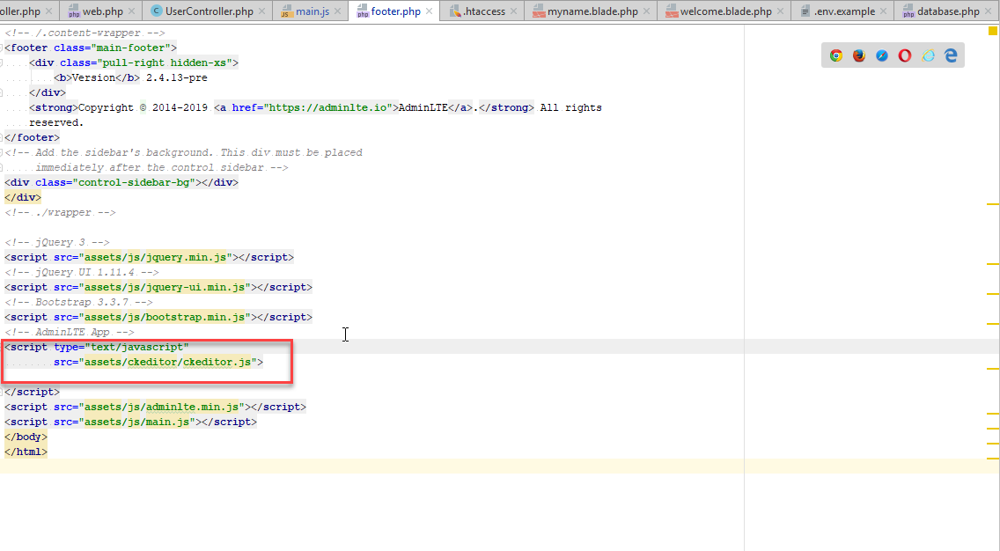 oller.php
web.php
UserController.php
main.js
footer.php
.htaccess
myname.blade.php
welcome.blade.php
.env.example
database.php
<!-- /.content-wrapper -->
<footer class="main-footer">
    <div class="pull-right hidden-xs">
        <b>Version</b> 2.4.13-pre
    </div>
    <strong>Copyright © 2014-2019 <a href="https://adminlte.io">AdminLTE</a>.</strong> All rights
    reserved.
</footer>
<!-- Add the sidebar's background. This div must be placed
     immediately after the control sidebar -->
<div class="control-sidebar-bg"></div>
</div>
<!-- ./wrapper -->
<!-- jQuery 3 -->
<script src="assets/js/jquery.min.js"></script>
<!-- jQuery UI 1.11.4 -->
<script src="assets/js/jquery-ui.min.js"></script>
<!-- Bootstrap 3.3.7 -->
<script src="assets/js/bootstrap.min.js"></script>
<!-- AdminLTE App -->
<script type="text/javascript"
        src="assets/ckeditor/ckeditor.js">
</script>
<script src="assets/js/adminlte.min.js"></script>
<script src="assets/js/main.js"></script>
</body>
</html>